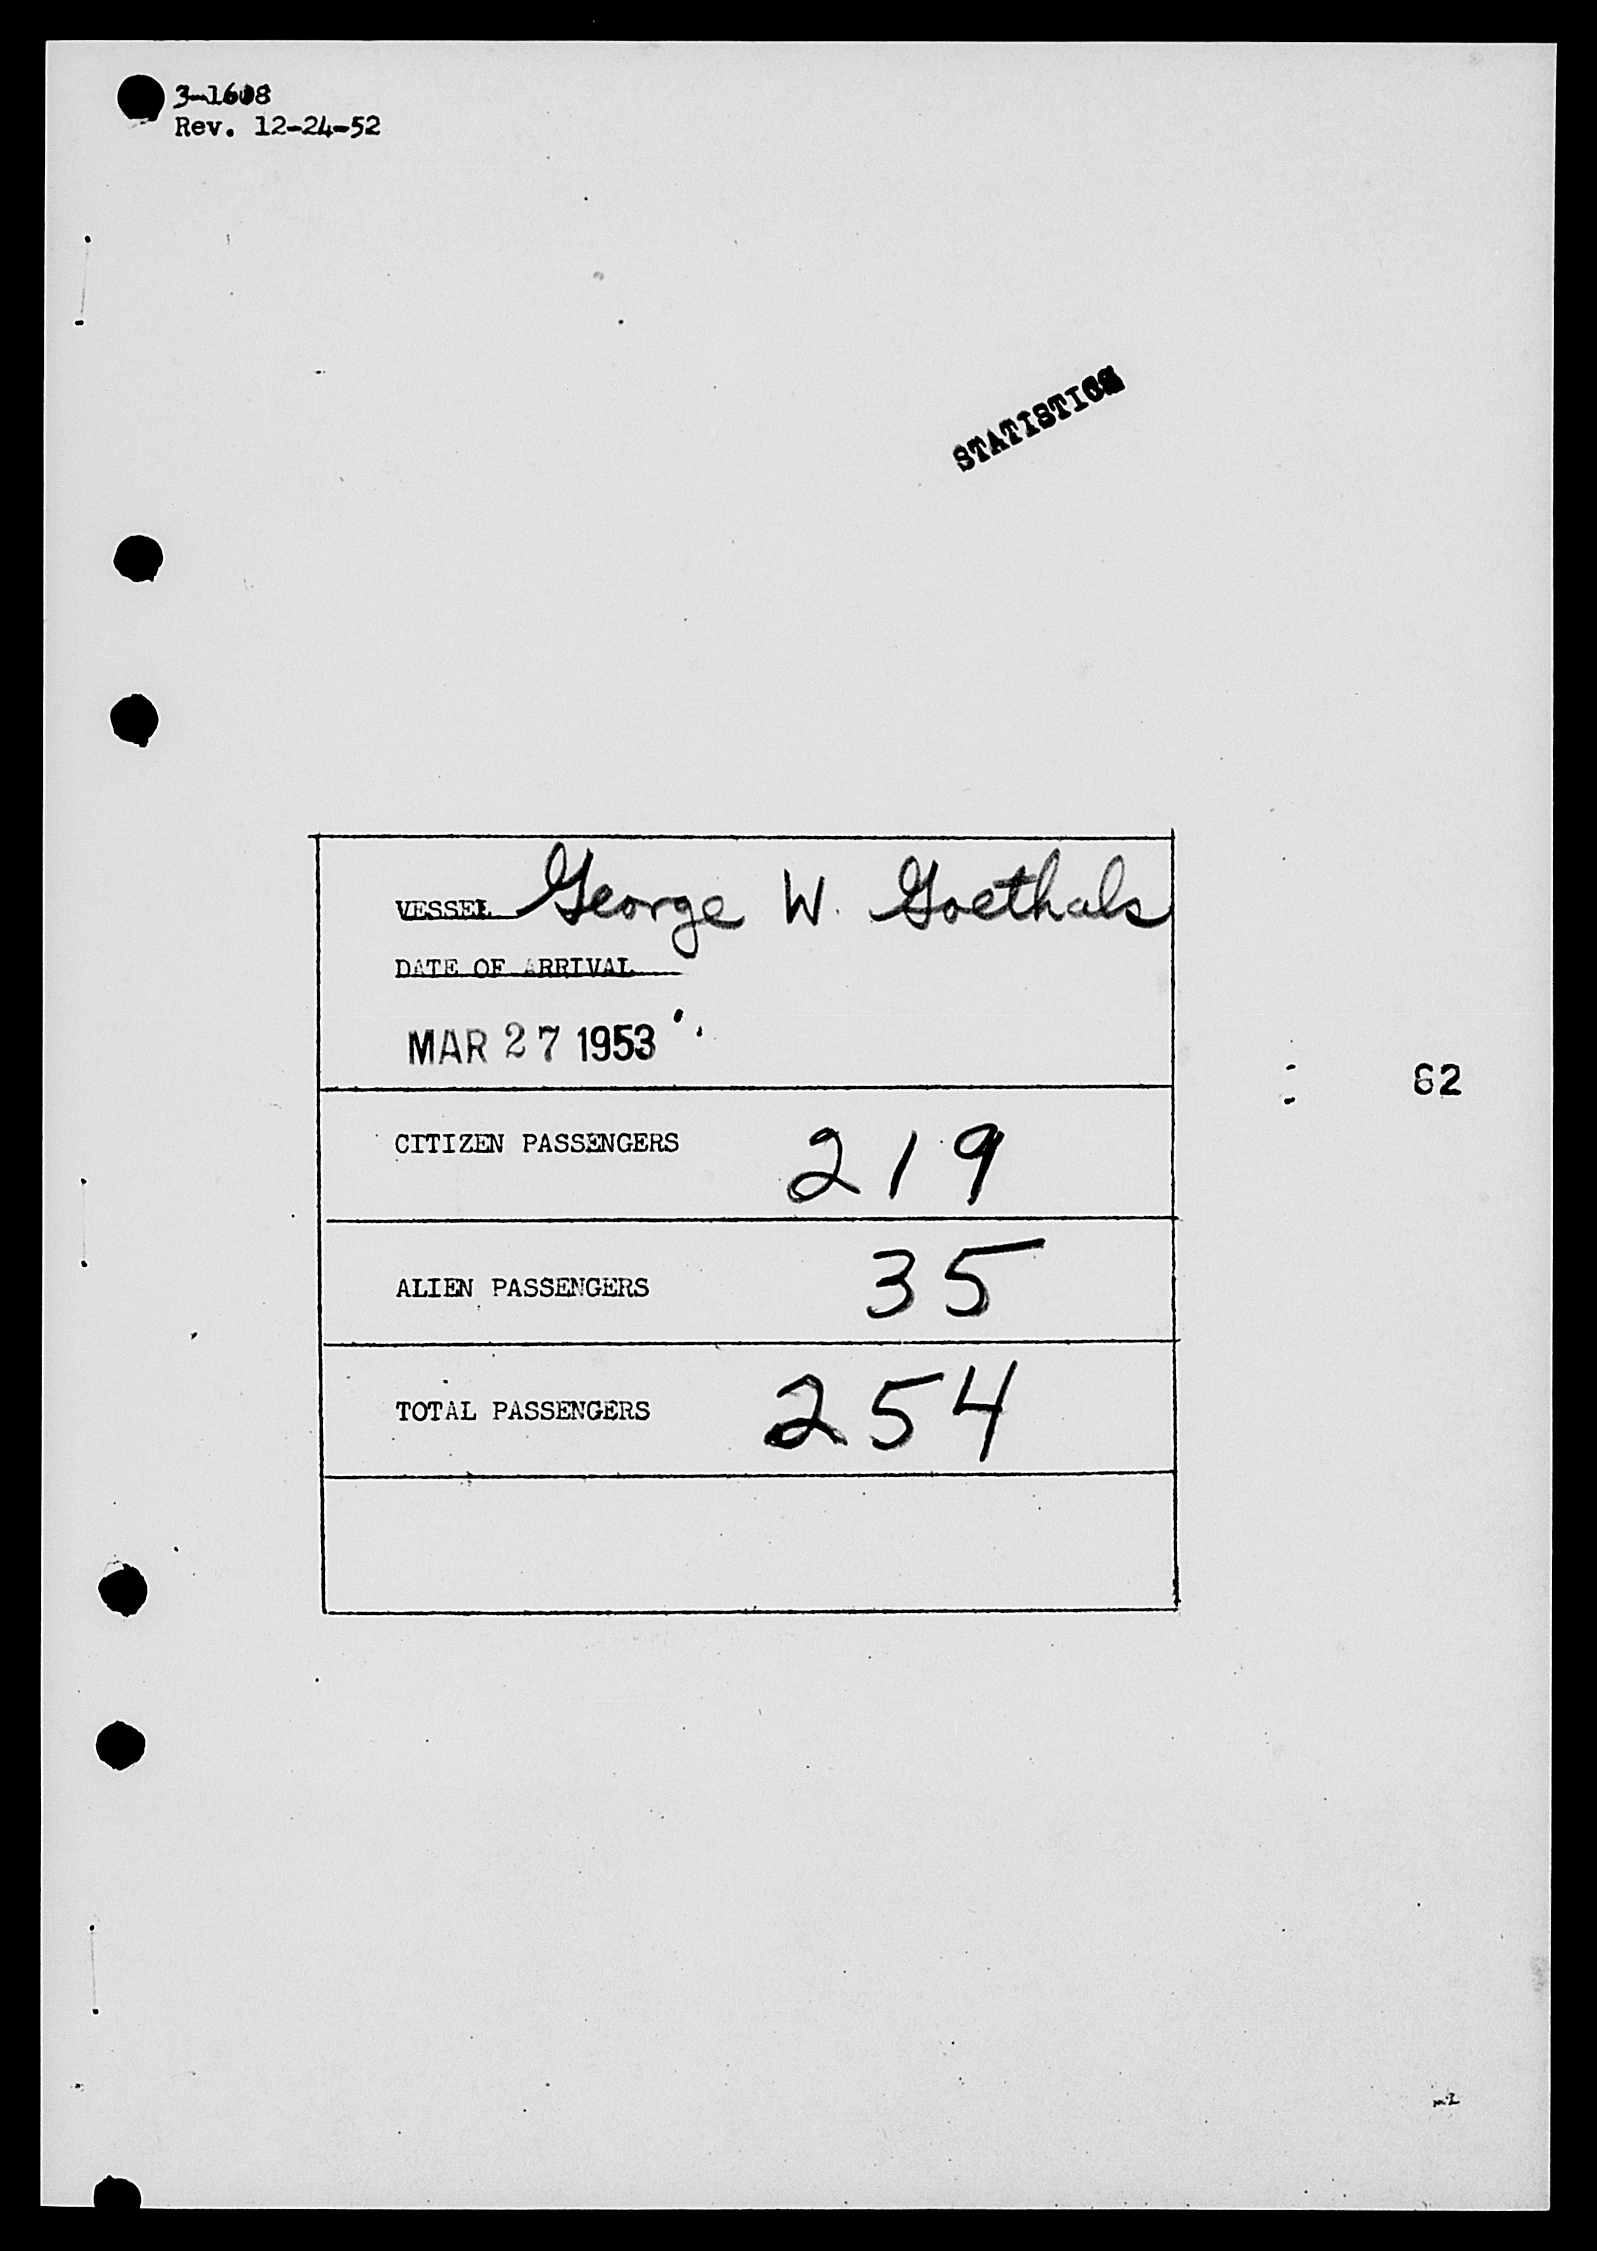 3-1608
Rev. 12-24-52
STATISTICS
VESSEL George W. Goethals
DATE OF ARRIVAL
MAR 27 1953
62
CITIZEN PASSENGERS 219
ALIEN PASSENGERS 35
TOTAL PASSENGERS 254